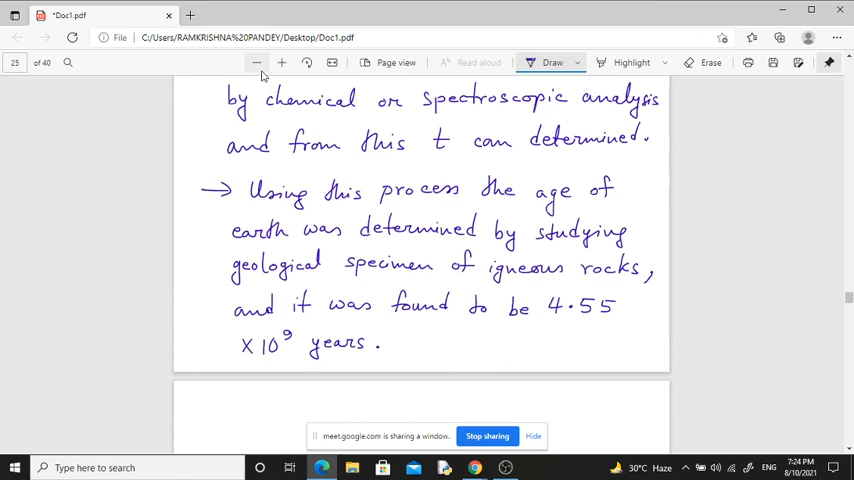 *Doc1.pdf
File C:/Users/RAMKRISHNA%20PANDEY/Desktop/Doc1.pdf
25 of 40 Page view Read aloud Draw Highlight Erase
by chemical or spectroscopic analysis
and from this t can determined.
→ Using this process the age of
earth was determined by studying
geological specimen of igneous rocks,
and it was found to be 4.55
×10⁹ years.
meet.google.com is sharing a window. Stop sharing Hide
Type here to search 30°C Haze ENG 7:24 PM
8/10/2021